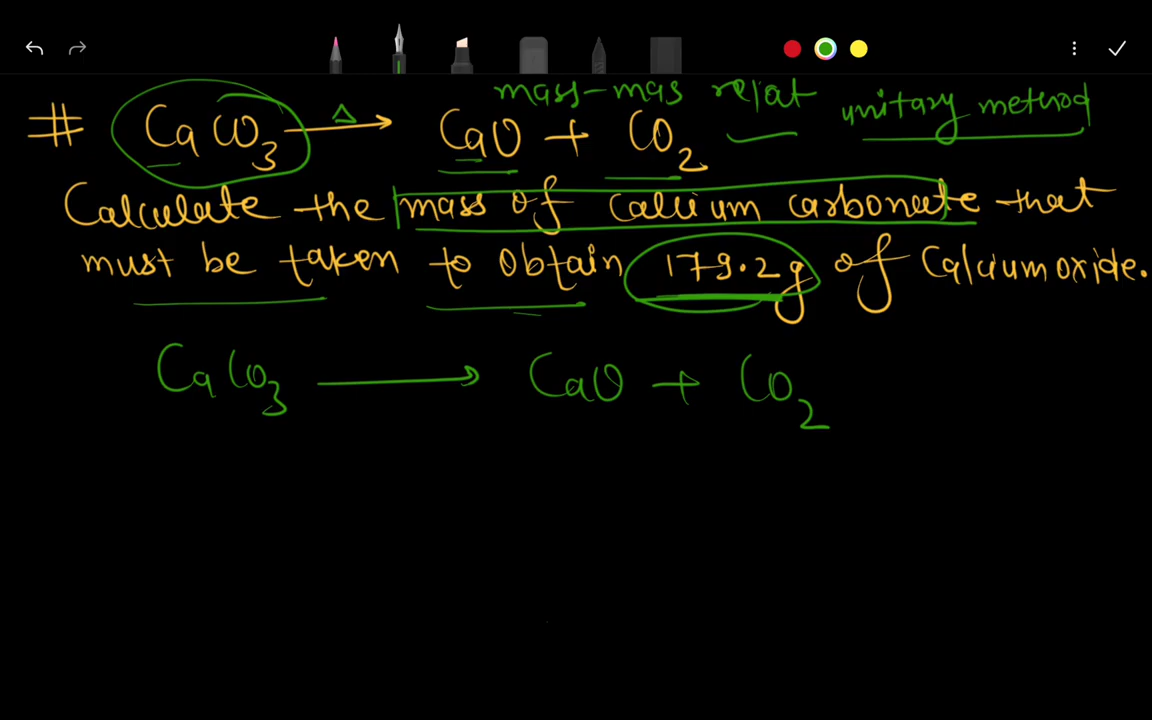 mass-mas relat unitary method
# CaCO3 —Δ→ CaO + CO2
Calculate the mass of Calcium carbonate that
must be taken to obtain 179.2g of Calcium oxide.
CaCO3 → CaO + CO2